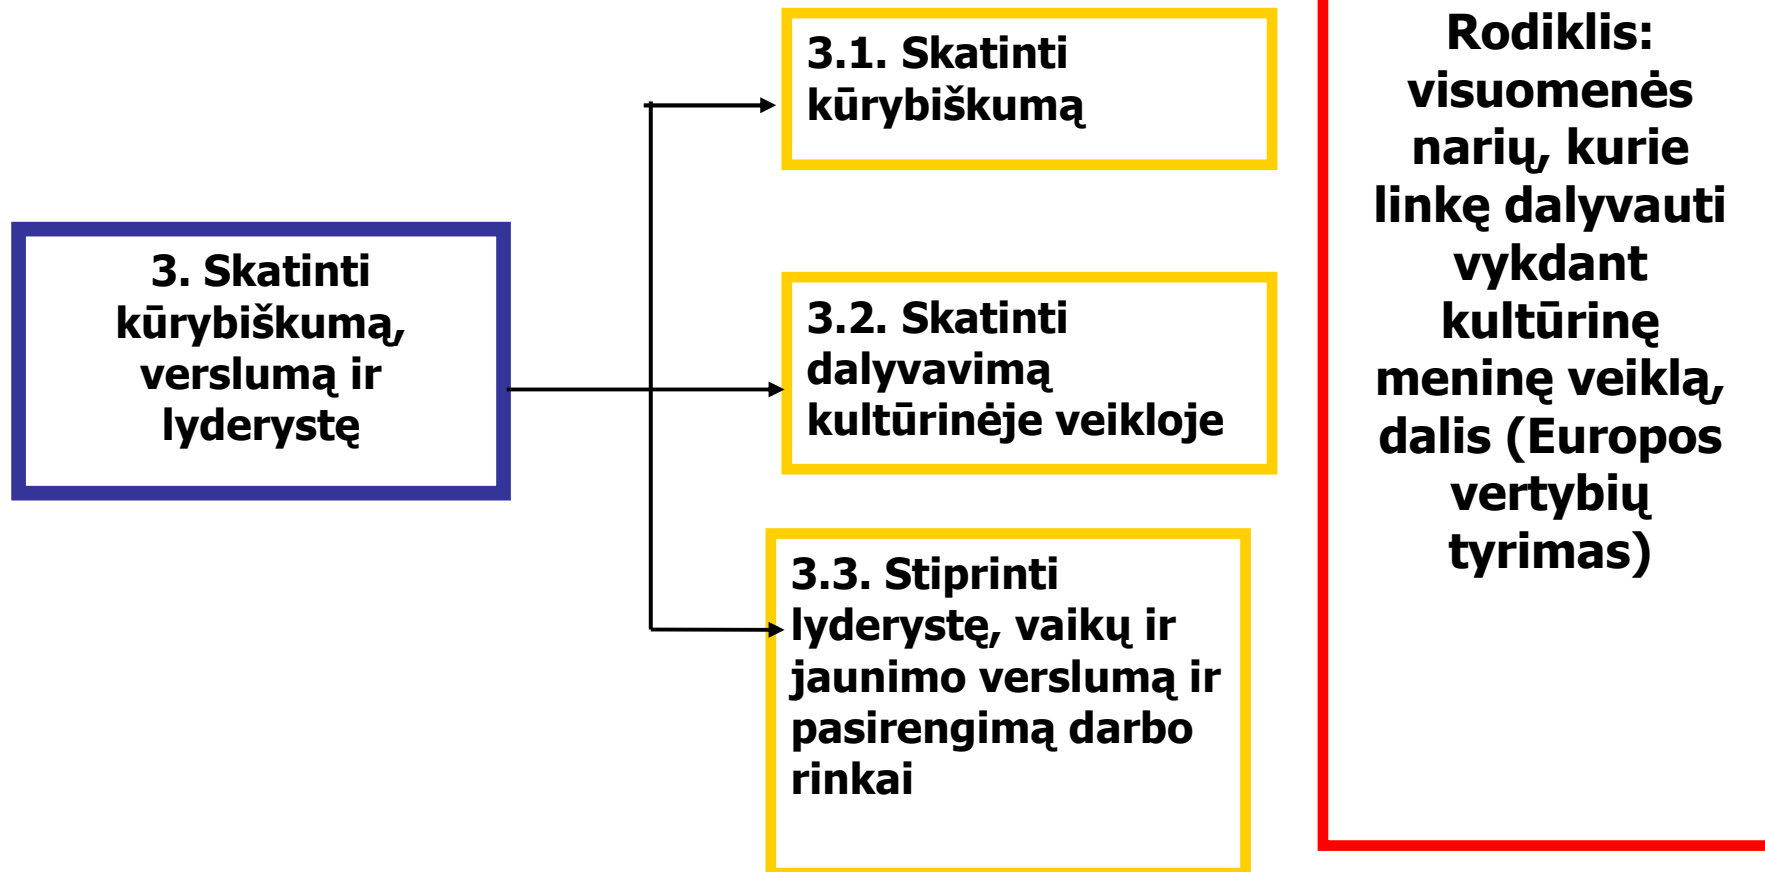 3. Skatinti
kūrybiškumą,
verslumą ir
lyderystę
3.1. Skatinti
kūrybiškumą
3.2. Skatinti
dalyvavimą
kultūrinėje veikloje
3.3. Stiprinti
lyderystę, vaikų ir
jaunimo verslumą ir
pasirengimą darbo
rinkai
Rodiklis:
visuomenės
narių, kurie
linkę dalyvauti
vykdant
kultūrinę
meninę veiklą,
dalis (Europos
vertybių
tyrimas)